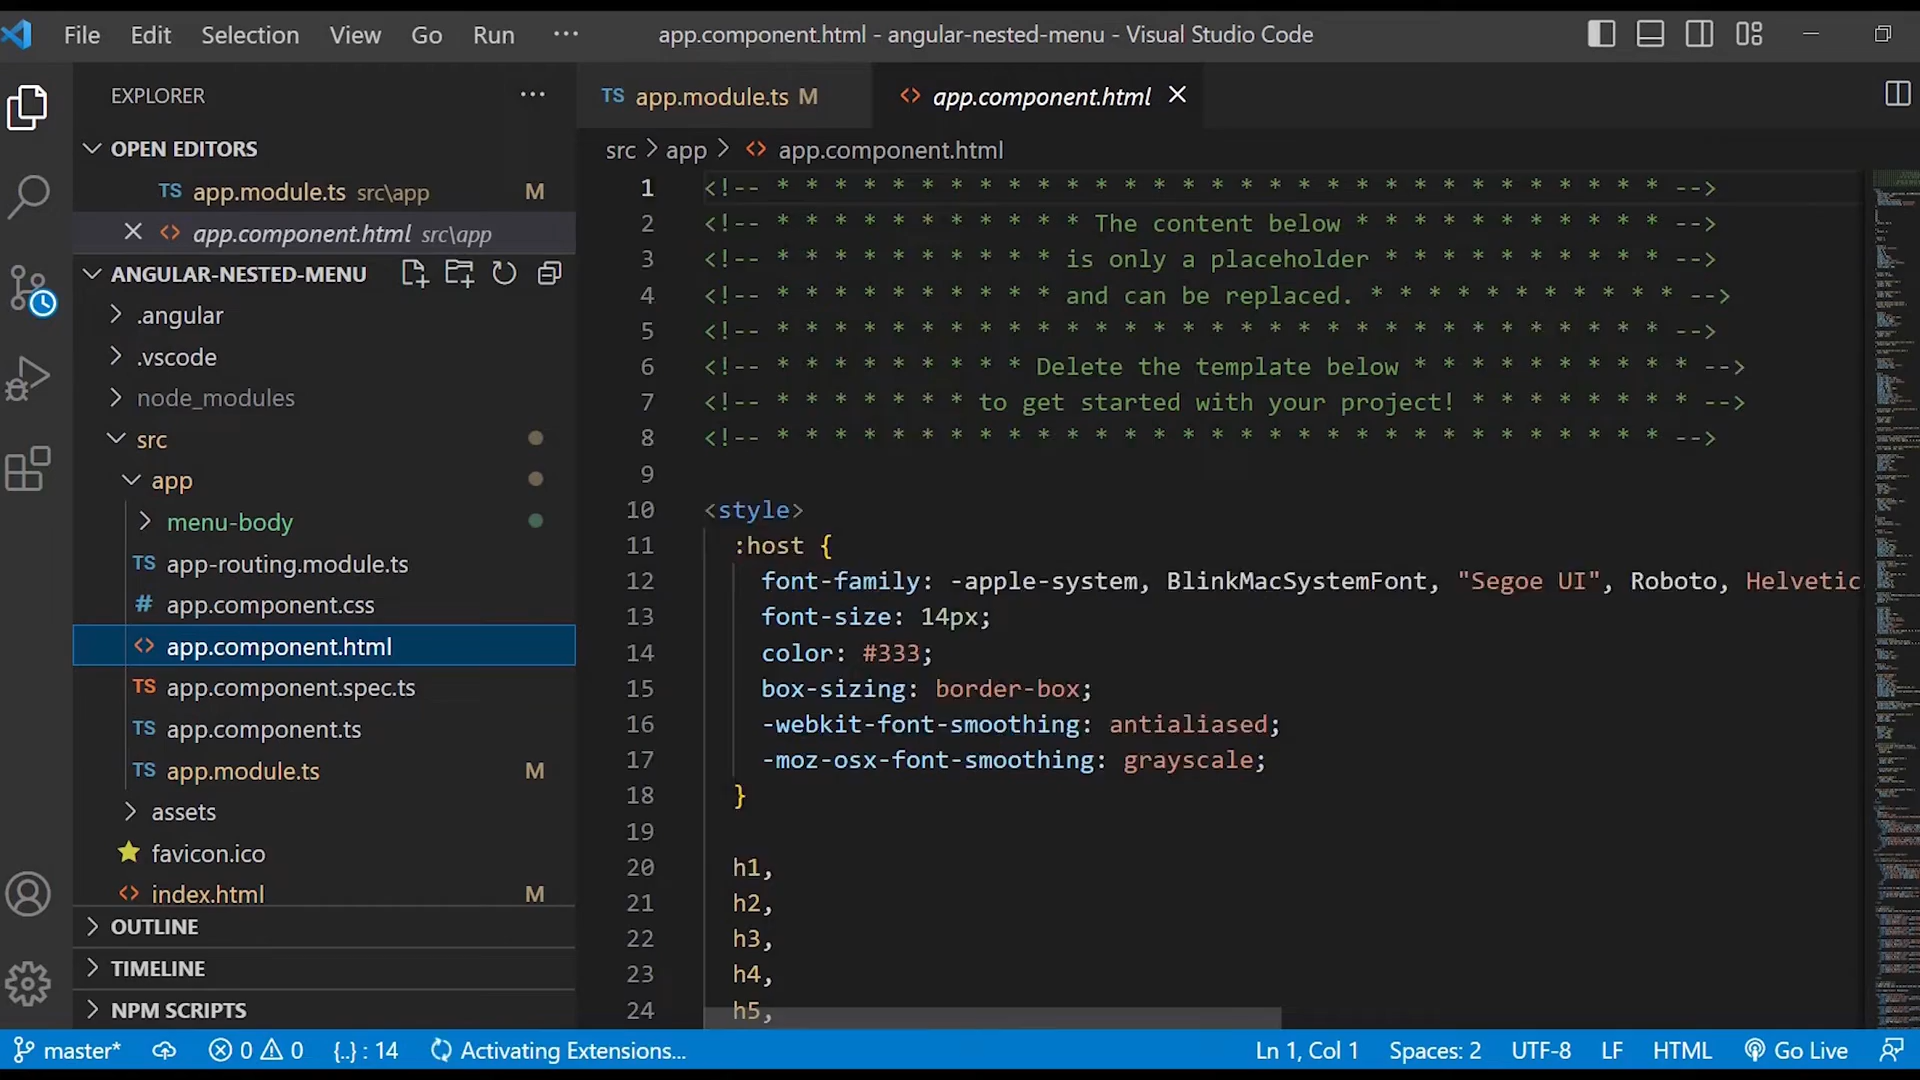 File Edit Selection View Go Run ··· app.component.html - angular-nested-menu - Visual Studio Code
EXPLORER ···
OPEN EDITORS
TS app.module.ts src\app M
<> app.component.html src\app
ANGULAR-NESTED-MENU
.angular
.vscode
node_modules
src
app
menu-body
TS app-routing.module.ts
# app.component.css
<> app.component.html
TS app.component.spec.ts
TS app.component.ts
TS app.module.ts M
assets
favicon.ico
<> index.html M
OUTLINE
TIMELINE
NPM SCRIPTS
TS app.module.ts M <> app.component.html
src > app > <> app.component.html
1 <!-- * * * * * * * * * * * * * * * * * * * * * * * * * * * * * * * -->
2 <!-- * * * * * * * * * * * The content below * * * * * * * * * * * -->
3 <!-- * * * * * * * * * * is only a placeholder * * * * * * * * * * -->
4 <!-- * * * * * * * * * * and can be replaced. * * * * * * * * * * * -->
5 <!-- * * * * * * * * * * * * * * * * * * * * * * * * * * * * * * * -->
6 <!-- * * * * * * * * * Delete the template below * * * * * * * * * * -->
7 <!-- * * * * * * * to get started with your project! * * * * * * * * -->
8 <!-- * * * * * * * * * * * * * * * * * * * * * * * * * * * * * * * -->
9
10 <style>
11 :host {
12 font-family: -apple-system, BlinkMacSystemFont, "Segoe UI", Roboto, Helvetic
13 font-size: 14px;
14 color: #333;
15 box-sizing: border-box;
16 -webkit-font-smoothing: antialiased;
17 -moz-osx-font-smoothing: grayscale;
18 }
19
20 h1,
21 h2,
22 h3,
23 h4,
24 h5,
master* 0 0 {..} : 14 Activating Extensions... Ln 1, Col 1 Spaces: 2 UTF-8 LF HTML Go Live